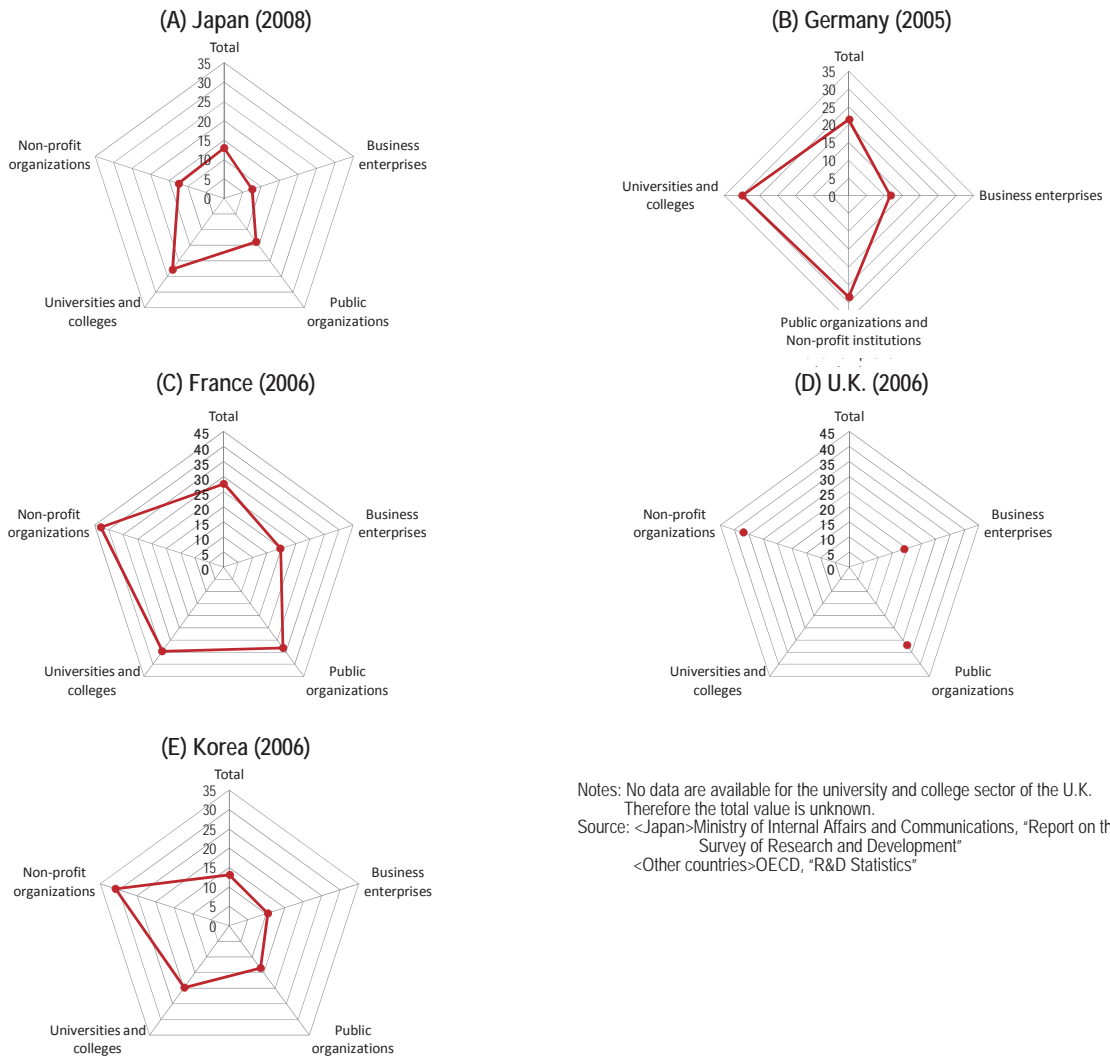 (A) Japan (2008)
Total
35
30
25
20
15
10
5
0
Non-profit
organizations
Business
enterprises
Universities and
colleges
Public
organizations
(B) Germany (2005)
Total
35
30
25
20
15
10
5
0
Universities and
colleges
Business enterprises
Public organizations and
Non-profit institutions
(C) France (2006)
Total
45
40
35
30
25
20
15
10
5
0
Non-profit
organizations
Business
enterprises
Universities and
colleges
Public
organizations
(D) U.K. (2006)
Total
45
40
35
30
25
20
15
10
5
0
Non-profit
organizations
Business
enterprises
Universities and
colleges
Public
organizations
(E) Korea (2006)
Total
35
30
25
20
15
10
5
0
Non-profit
organizations
Business
enterprises
Universities and
colleges
Public
organizations
Notes: No data are available for the university and college sector of the U.K.
Therefore the total value is unknown.
Source: <Japan>Ministry of Internal Affairs and Communications, "Report on th
Survey of Research and Development"
<Other countries>OECD, "R&D Statistics"